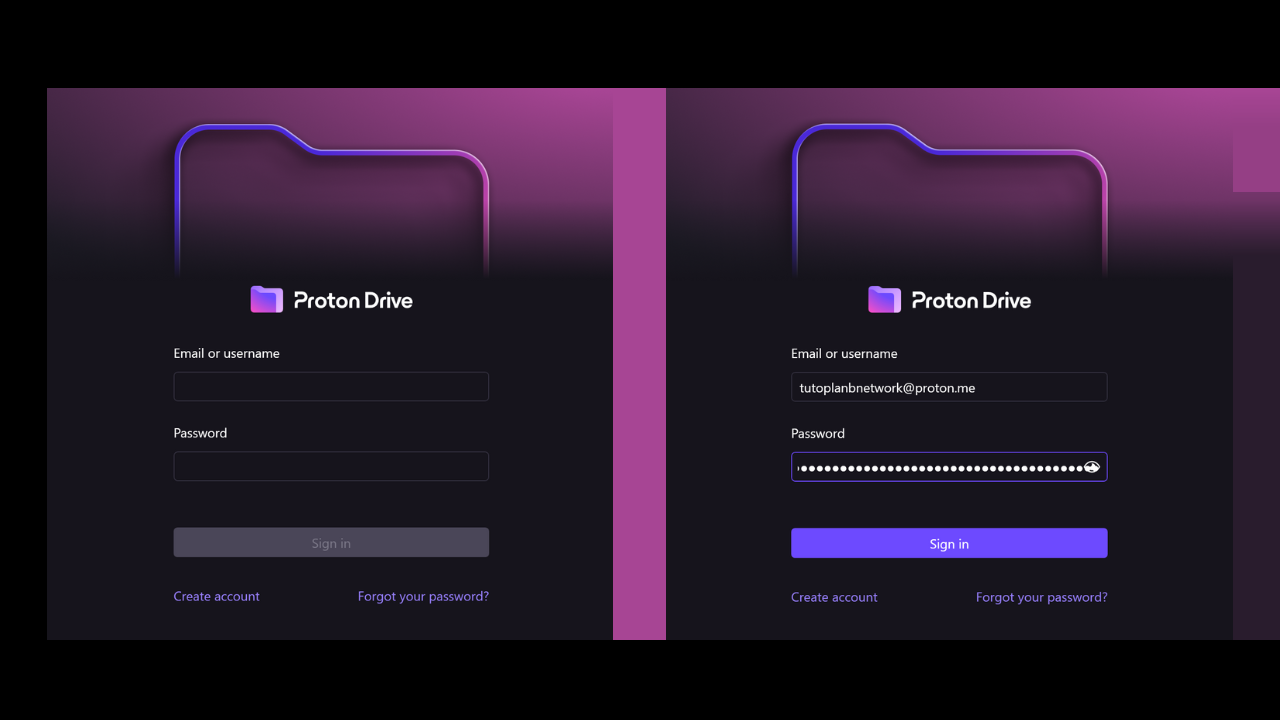 Proton Drive
Email or username
Password
Sign in
Create account
Forgot your password?
Proton Drive
Email or username
tutoplanbnetwork@proton.me
Password
Sign in
Create account
Forgot your password?